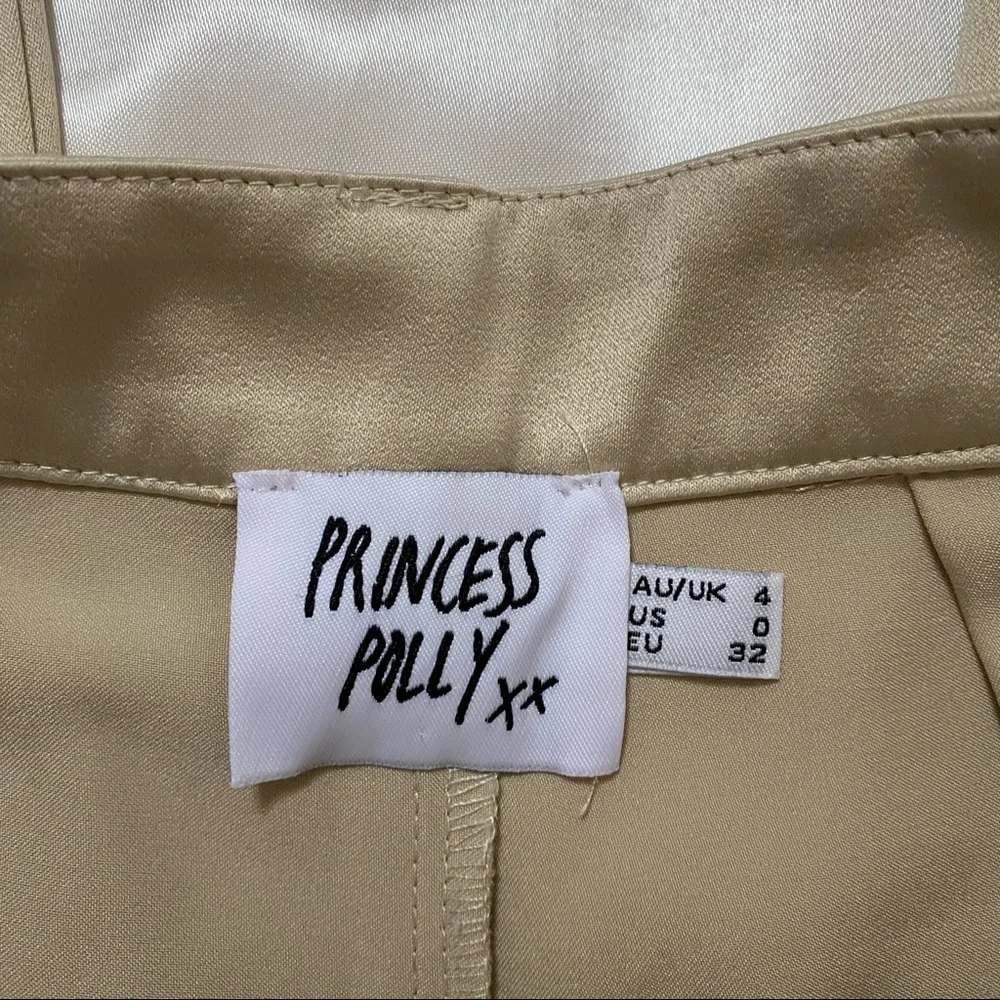 PRINCESS
POLLY xx
AU/UK 4
US 0
EU 32